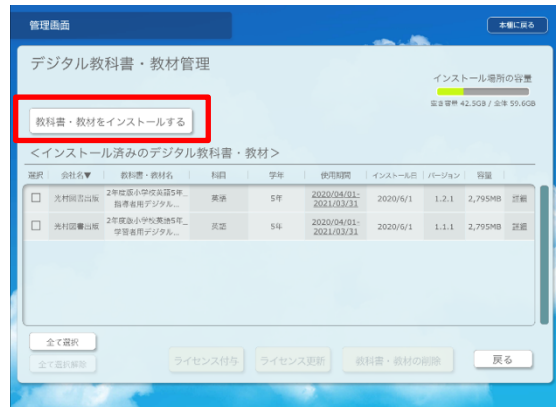 管理画面
本棚に戻る
デジタル教科書・教材管理
インストール場所の容量
空き容量 42.5GB / 全体 59.6GB
教科書・教材をインストールする
<インストール済みのデジタル教科書・教材>
選択 会社名▼ 教科書・教材名 科目 学年 使用期間 インストール日 バージョン 容量
光村図書出版 2年度版小学校英語5年_ 英語 5年 2020/04/01- 2020/6/1 1.2.1 2,795MB 詳細
指導者用デジタル... 2021/03/31
光村図書出版 2年度版小学校英語5年_ 英語 5年 2020/04/01- 2020/6/1 1.1.1 2,795MB 詳細
学習者用デジタル... 2021/03/31
全て選択
全て選択解除
ライセンス付与 ライセンス更新 教科書・教材の削除 戻る